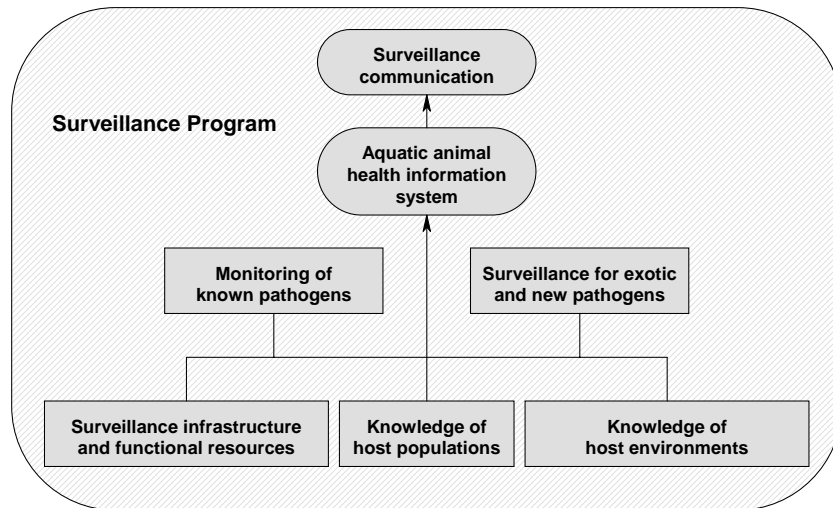 Surveillance
communication
Surveillance Program
Aquatic animal
health information
system
Monitoring of
known pathogens
Surveillance for exotic
and new pathogens
Surveillance infrastructure
and functional resources
Knowledge of
host populations
Knowledge of
host environments